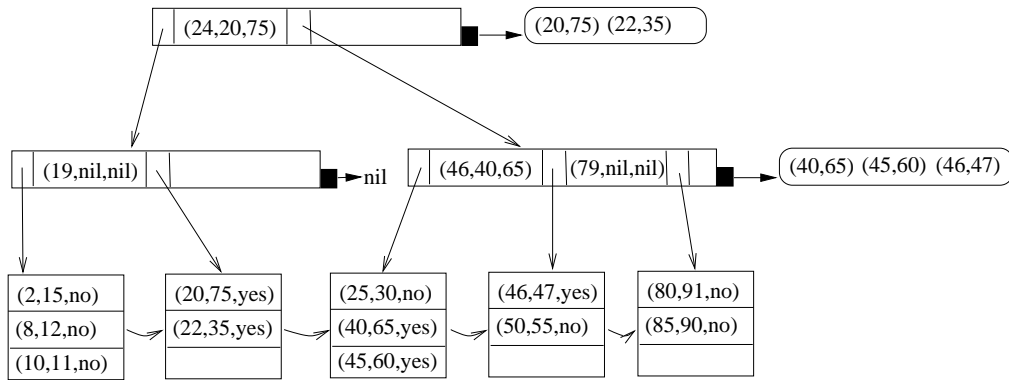 (24,20,75)
(20,75) (22,35)
(19,nil,nil)
nil
(46,40,65)
(79,nil,nil)
(40,65) (45,60) (46,47)
(2,15,no)
(8,12,no)
(10,11,no)
(20,75,yes)
(22,35,yes)
(25,30,no)
(40,65,yes)
(45,60,yes)
(46,47,yes)
(50,55,no)
(80,91,no)
(85,90,no)